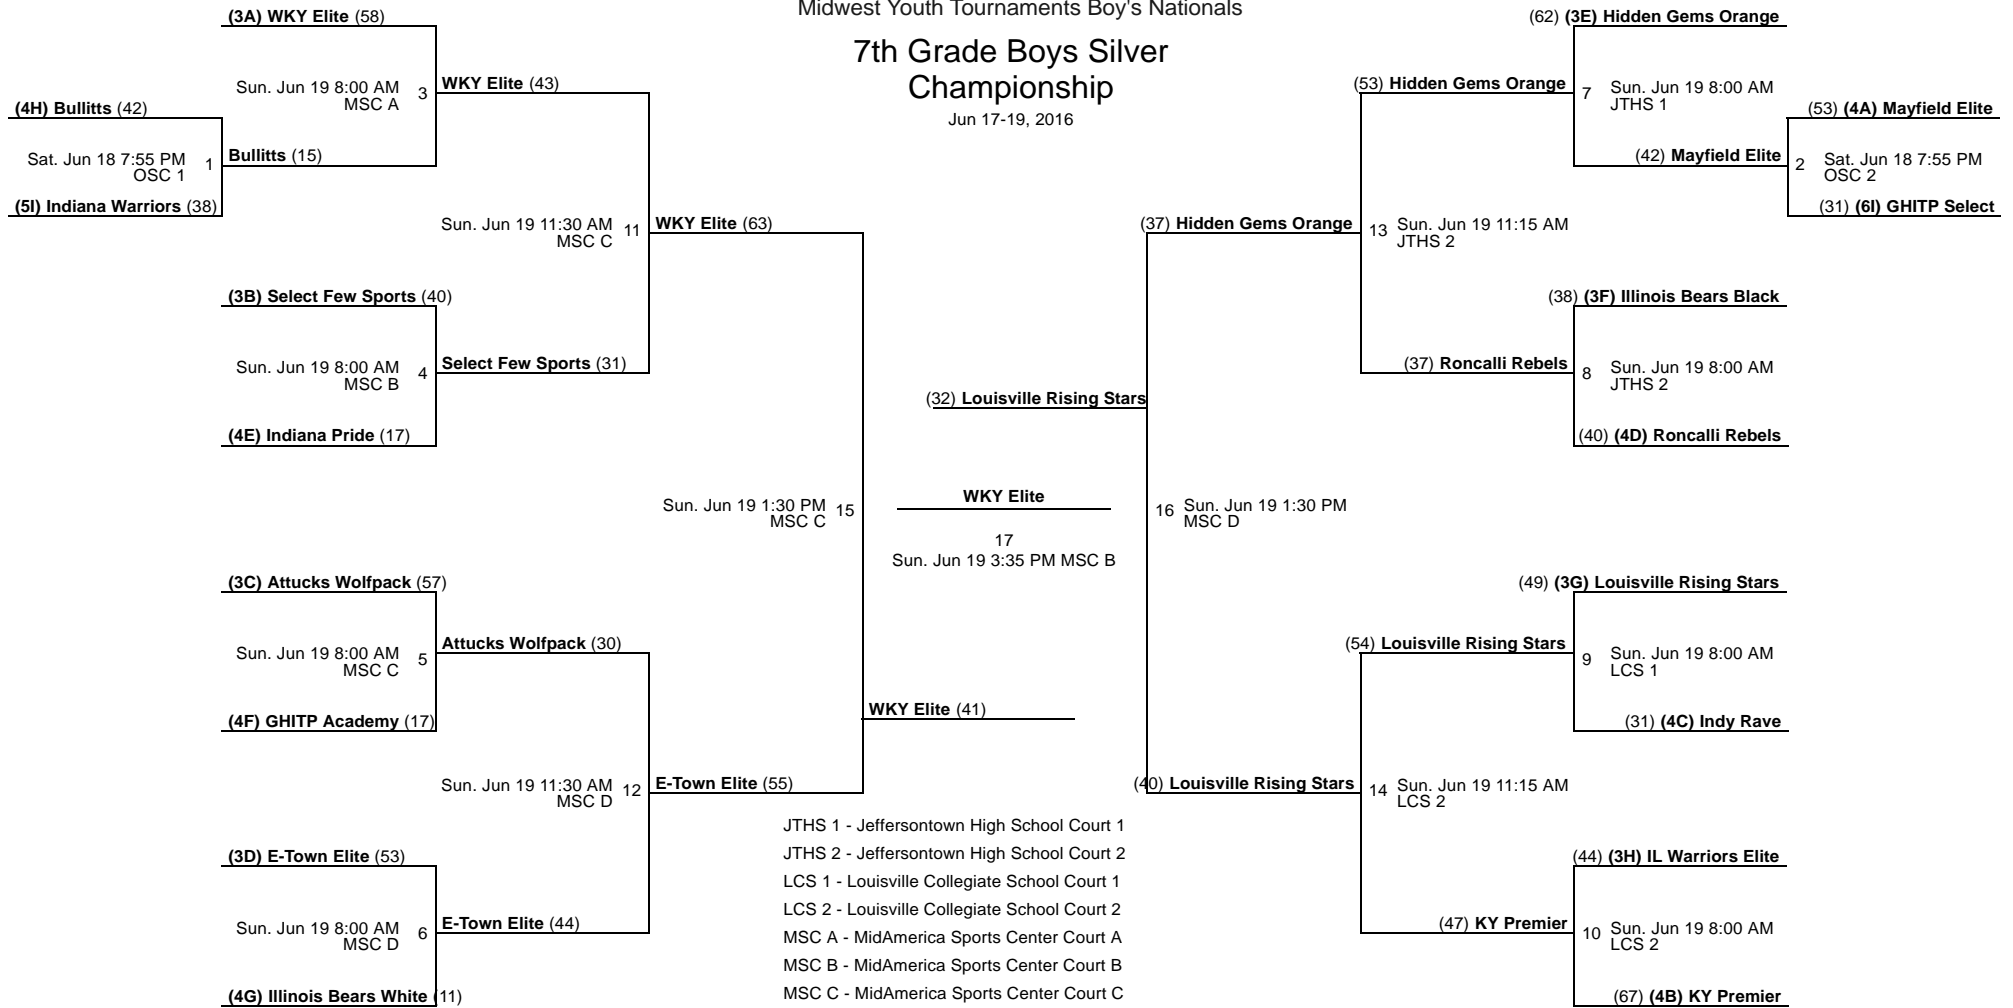 Midwest Youth Tournaments Boy's Nationals
7th Grade Boys Silver
Championship
Jun 17-19, 2016
(4H) Bullitts (42)
Sat. Jun 18 7:55 PM 1
OSC 1
(5I) Indiana Warriors (38)
(3A) WKY Elite (58)
Sun. Jun 19 8:00 AM 3
MSC A
Bullitts (15)
(3B) Select Few Sports (40)
Sun. Jun 19 8:00 AM 4
MSC B
(4E) Indiana Pride (17)
(3C) Attucks Wolfpack (57)
Sun. Jun 19 8:00 AM 5
MSC C
(4F) GHITP Academy (17)
(3D) E-Town Elite (53)
Sun. Jun 19 8:00 AM 6
MSC D
(4G) Illinois Bears White (11)
WKY Elite (43)
Sun. Jun 19 11:30 AM 11
MSC C
Select Few Sports (31)
Attucks Wolfpack (30)
Sun. Jun 19 11:30 AM 12
MSC D
E-Town Elite (44)
WKY Elite (63)
Sun. Jun 19 1:30 PM 15
MSC C
E-Town Elite (55)
(32) Louisville Rising Stars
WKY Elite
17
Sun. Jun 19 3:35 PM MSC B
WKY Elite (41)
(37) Hidden Gems Orange
16 Sun. Jun 19 1:30 PM
MSC D
(40) Louisville Rising Stars
(53) Hidden Gems Orange
13 Sun. Jun 19 11:15 AM
JTHS 2
(37) Roncalli Rebels
(54) Louisville Rising Stars
14 Sun. Jun 19 11:15 AM
LCS 2
(47) KY Premier
(62) (3E) Hidden Gems Orange
7 Sun. Jun 19 8:00 AM
JTHS 1
(42) Mayfield Elite
(38) (3F) Illinois Bears Black
8 Sun. Jun 19 8:00 AM
JTHS 2
(40) (4D) Roncalli Rebels
(49) (3G) Louisville Rising Stars
9 Sun. Jun 19 8:00 AM
LCS 1
(31) (4C) Indy Rave
(44) (3H) IL Warriors Elite
10 Sun. Jun 19 8:00 AM
LCS 2
(67) (4B) KY Premier
(53) (4A) Mayfield Elite
2 Sat. Jun 18 7:55 PM
OSC 2
(31) (6I) GHITP Select
JTHS 1 - Jeffersontown High School Court 1
JTHS 2 - Jeffersontown High School Court 2
LCS 1 - Louisville Collegiate School Court 1
LCS 2 - Louisville Collegiate School Court 2
MSC A - MidAmerica Sports Center Court A
MSC B - MidAmerica Sports Center Court B
MSC C - MidAmerica Sports Center Court C